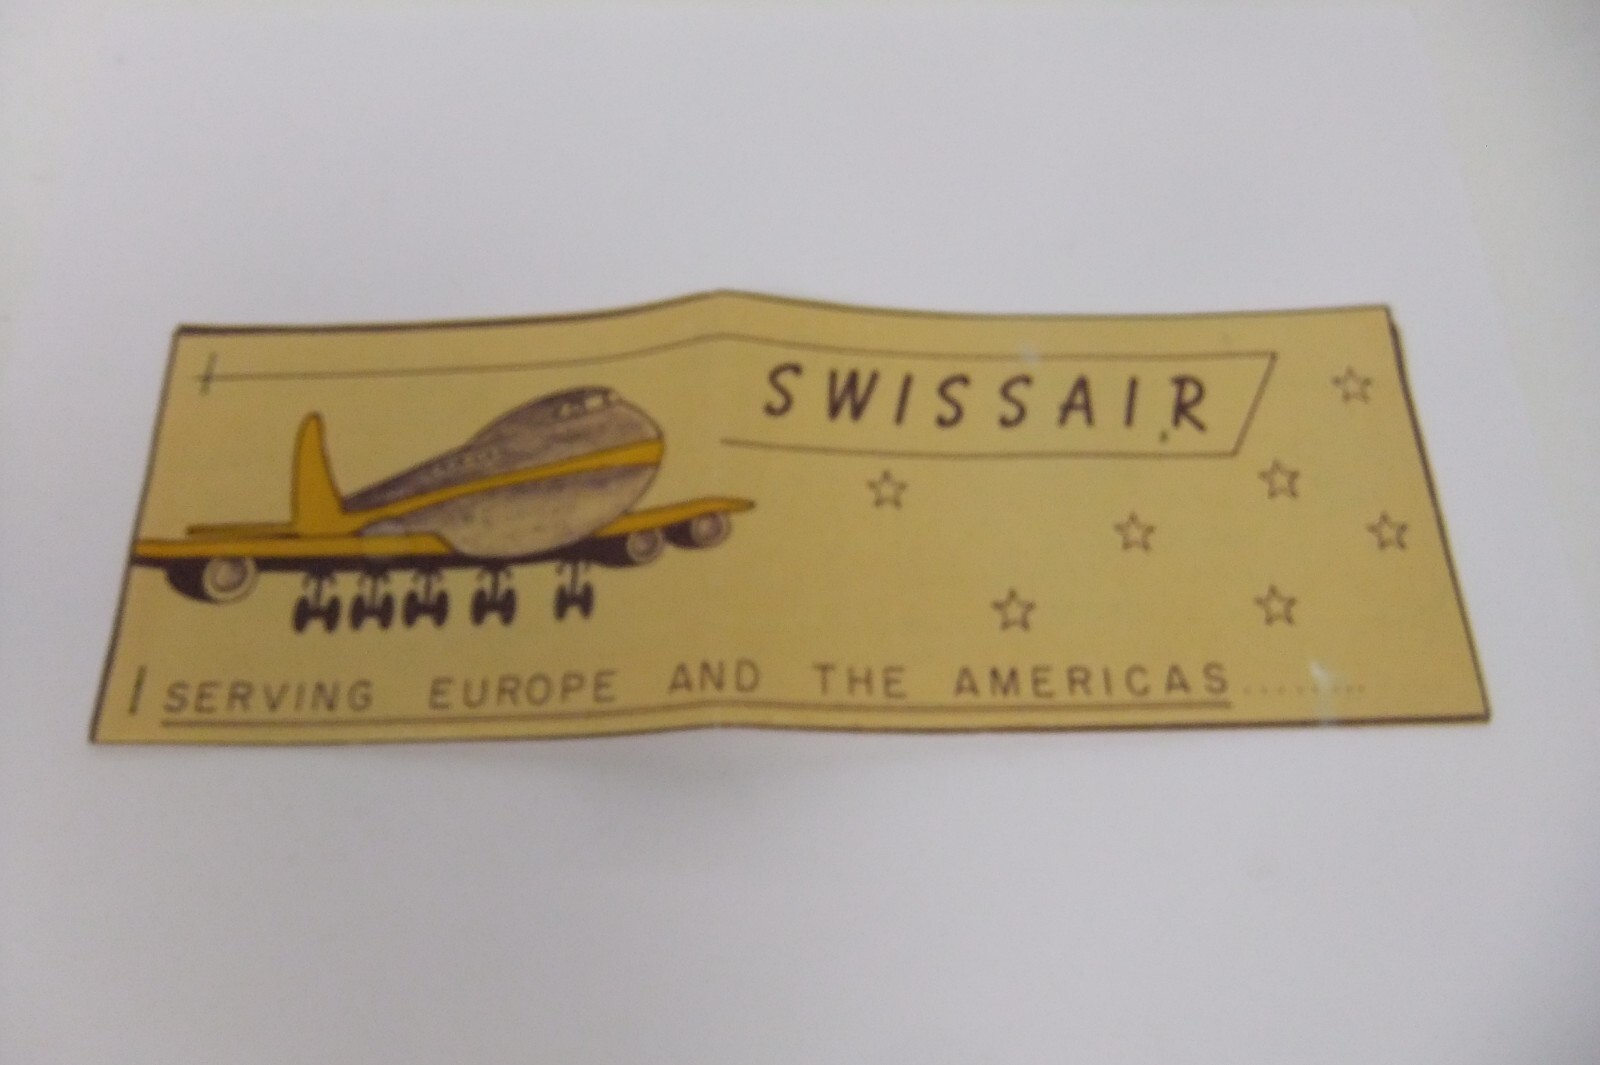 SWISSAIR
SERVING EUROPE AND THE AMERICAS........